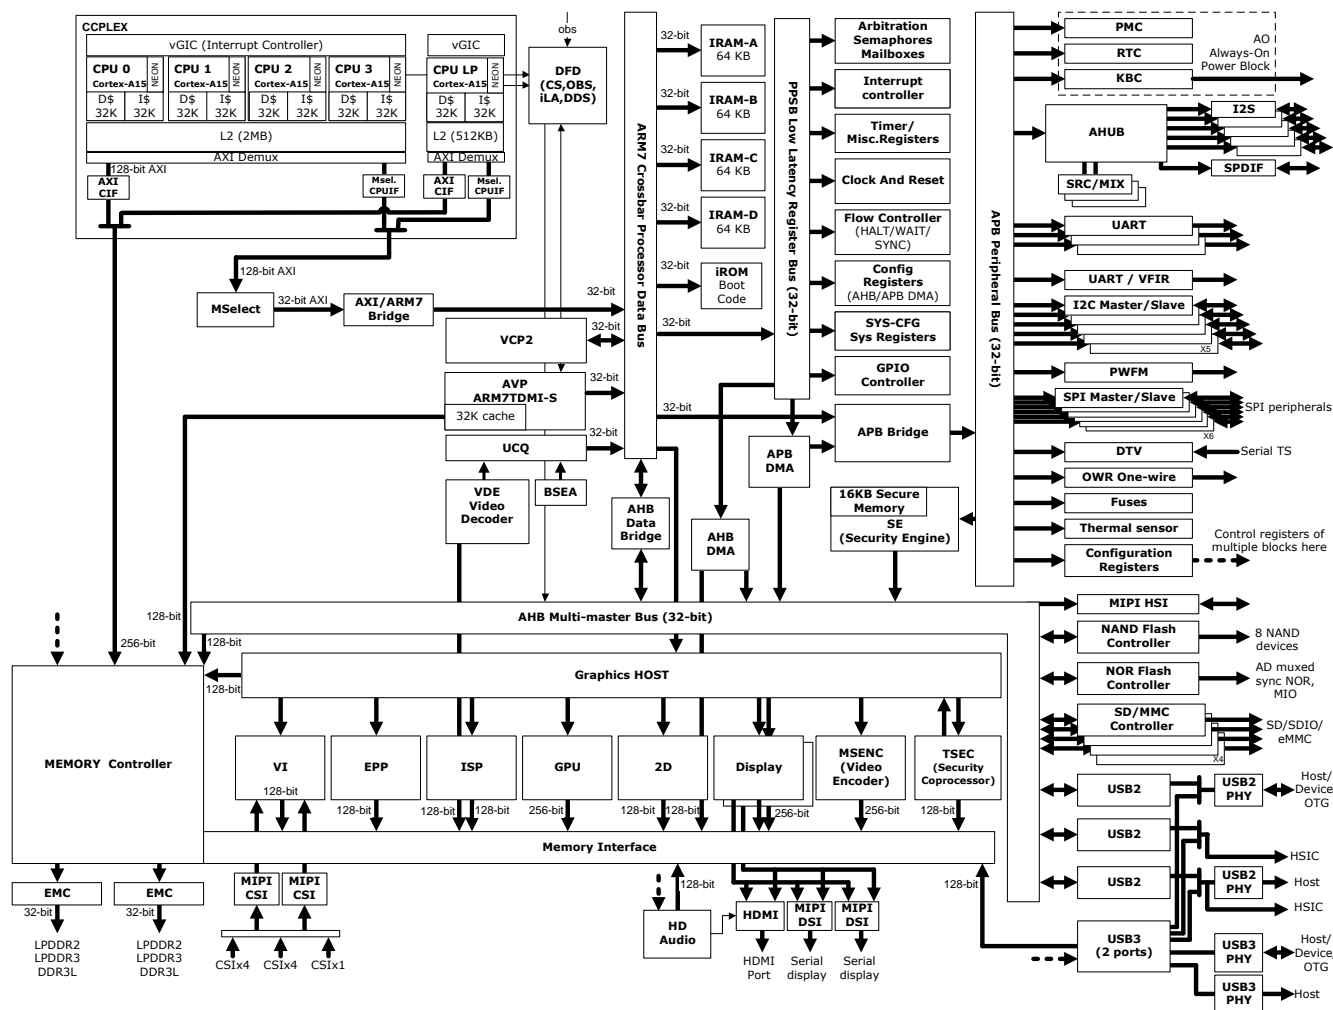 CCPLEX
vGIC (Interrupt Controller)
CPU 0
Cortex-A15
NEON
CPU 1
Cortex-A15
NEON
CPU 2
Cortex-A15
NEON
CPU 3
Cortex-A15
NEON
D$
32K
I$
32K
D$
32K
I$
32K
D$
32K
I$
32K
D$
32K
I$
32K
L2 (2MB)
AXI Demux
128-bit AXI
AXI
CIF
Msel.
CPUIF
vGIC
CPU LP
Cortex-A15
NEON
D$
32K
I$
32K
L2 (512KB)
AXI Demux
AXI
CIF
Msel.
CPUIF
obs
DFD
(CS,OBS,
iLA,DDS)
128-bit AXI
MSelect
32-bit AXI
AXI/ARM7
Bridge
32-bit
VCP2
32-bit
AVP
ARM7TDMI-S
32K cache
32-bit
UCQ
32-bit
VDE
Video
Decoder
BSEA
ARM7 Crossbar Processor Data Bus
32-bit
IRAM-A
64 KB
32-bit
IRAM-B
64 KB
32-bit
IRAM-C
64 KB
32-bit
IRAM-D
64 KB
32-bit
iROM
Boot
Code
32-bit
32-bit
AHB
Data
Bridge
AHB
DMA
APB
DMA
PPSB Low Latency Register Bus (32-bit)
Arbitration
Semaphores
Mailboxes
Interrupt
controller
Timer/
Misc.Registers
Clock And Reset
Flow Controller
(HALT/WAIT/
SYNC)
Config
Registers
(AHB/APB DMA)
SYS-CFG
Sys Registers
GPIO
Controller
APB Bridge
16KB Secure
Memory
SE
(Security Engine)
APB Peripheral Bus (32-bit)
PMC
RTC
KBC
AO
Always-On
Power Block
AHUB
I2S
SPDIF
SRC/MIX
UART
UART / VFIR
I2C Master/Slave
X5
PWFM
SPI Master/Slave
X6
SPI peripherals
DTV
Serial TS
OWR One-wire
Fuses
Thermal sensor
Configuration
Registers
Control registers of
multiple blocks here
AHB Multi-master Bus (32-bit)
128-bit
256-bit
128-bit
Graphics HOST
128-bit
MEMORY Controller
VI
128-bit
EPP
128-bit
ISP
128-bit
128-bit
GPU
256-bit
2D
128-bit
128-bit
Display
256-bit
MSENC
(Video
Encoder)
256-bit
TSEC
(Security
Coprocessor)
128-bit
Memory Interface
EMC
32-bit
LPDDR2
LPDDR3
DDR3L
EMC
32-bit
LPDDR2
LPDDR3
DDR3L
MIPI
CSI
MIPI
CSI
CSIx4
CSIx4
CSIx1
128-bit
HD
Audio
HDMI
HDMI
Port
MIPI
DSI
Serial
display
MIPI
DSI
Serial
display
128-bit
MIPI HSI
NAND Flash
Controller
8 NAND
devices
NOR Flash
Controller
AD muxed
sync NOR,
MIO
SD/MMC
Controller
X4
SD/SDIO/
eMMC
USB2
USB2
PHY
Host/
Device
OTG
USB2
HSIC
USB2
USB2
PHY
Host
HSIC
USB3
(2 ports)
USB3
PHY
Host/
Device,
OTG
USB3
PHY
Host